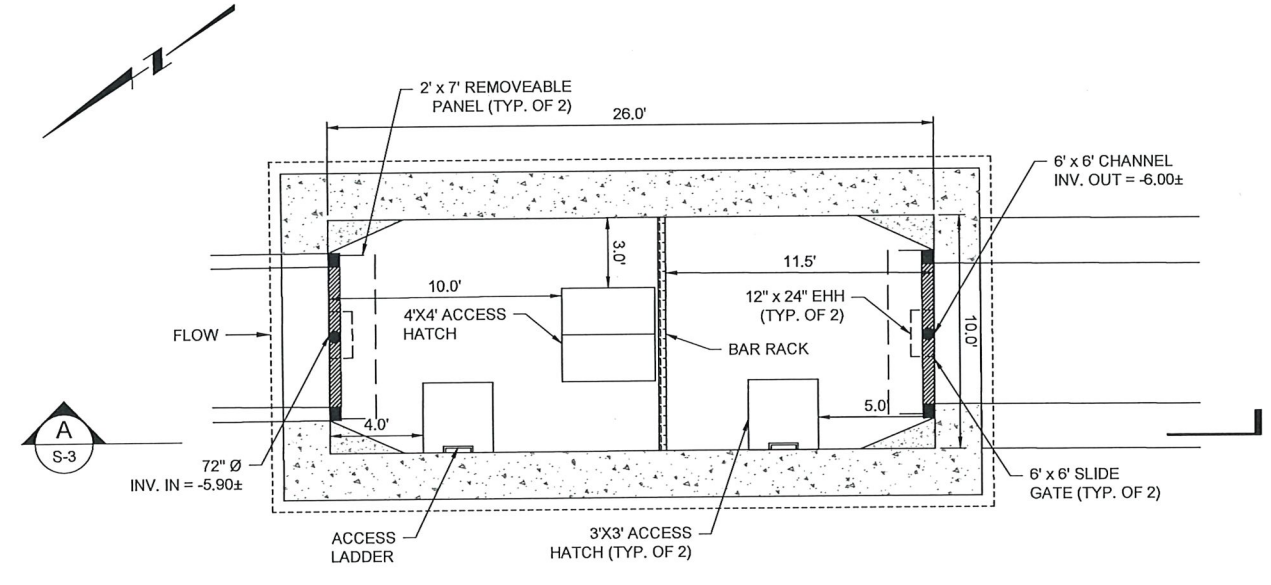 Z
2' x 7' REMOVEABLE
PANEL (TYP. OF 2)
26.0'
6' x 6' CHANNEL
INV. OUT = -6.00±
3.0'
11.5'
10.0'
12" x 24" EHH
(TYP. OF 2)
4'X4' ACCESS
HATCH
FLOW
BAR RACK
10.0'
4.0'
5.0'
A
S-3
72" Ø
INV. IN = -5.90±
6' x 6' SLIDE
GATE (TYP. OF 2)
ACCESS
LADDER
3'X3' ACCESS
HATCH (TYP. OF 2)